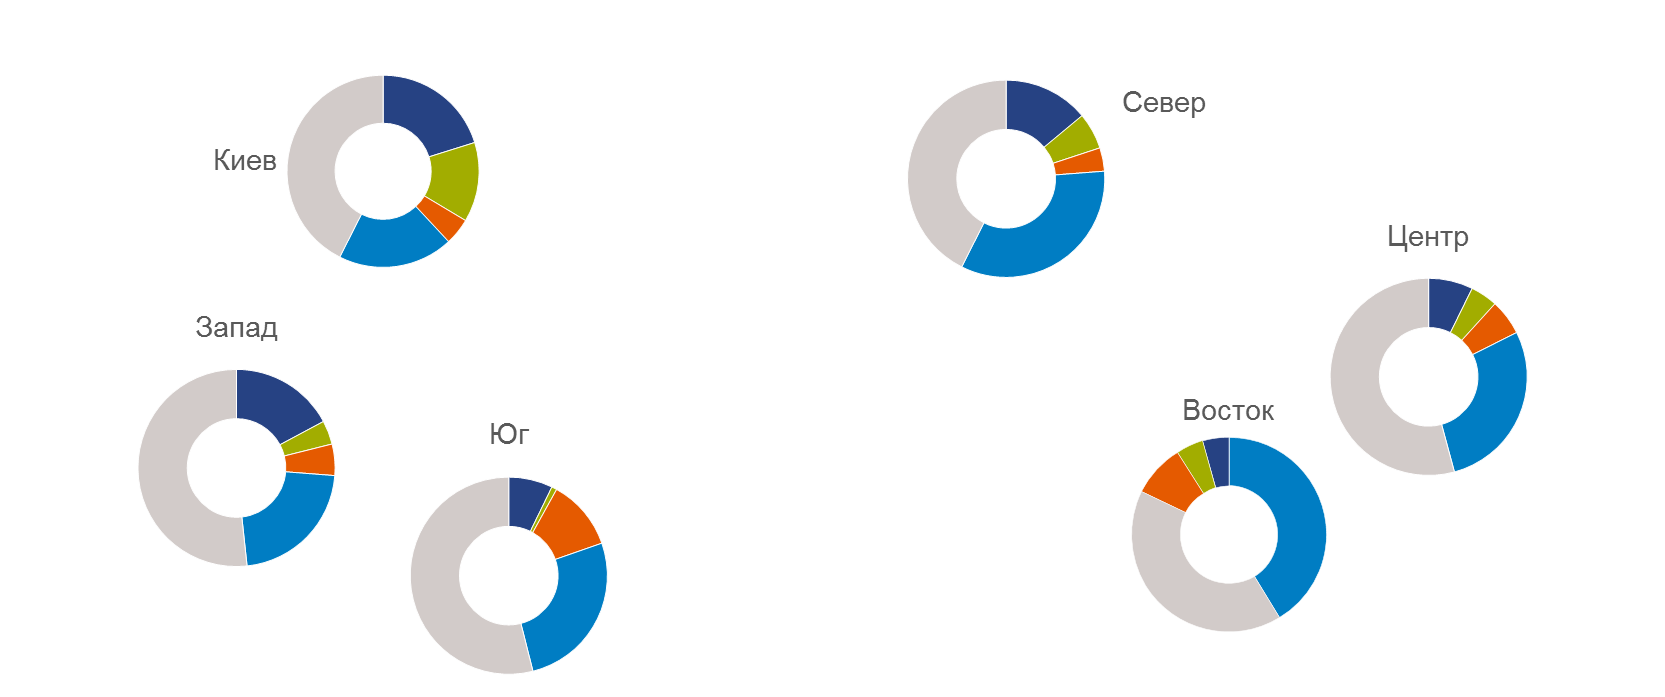 Киев
Север
Центр
Запад
Восток
Юг